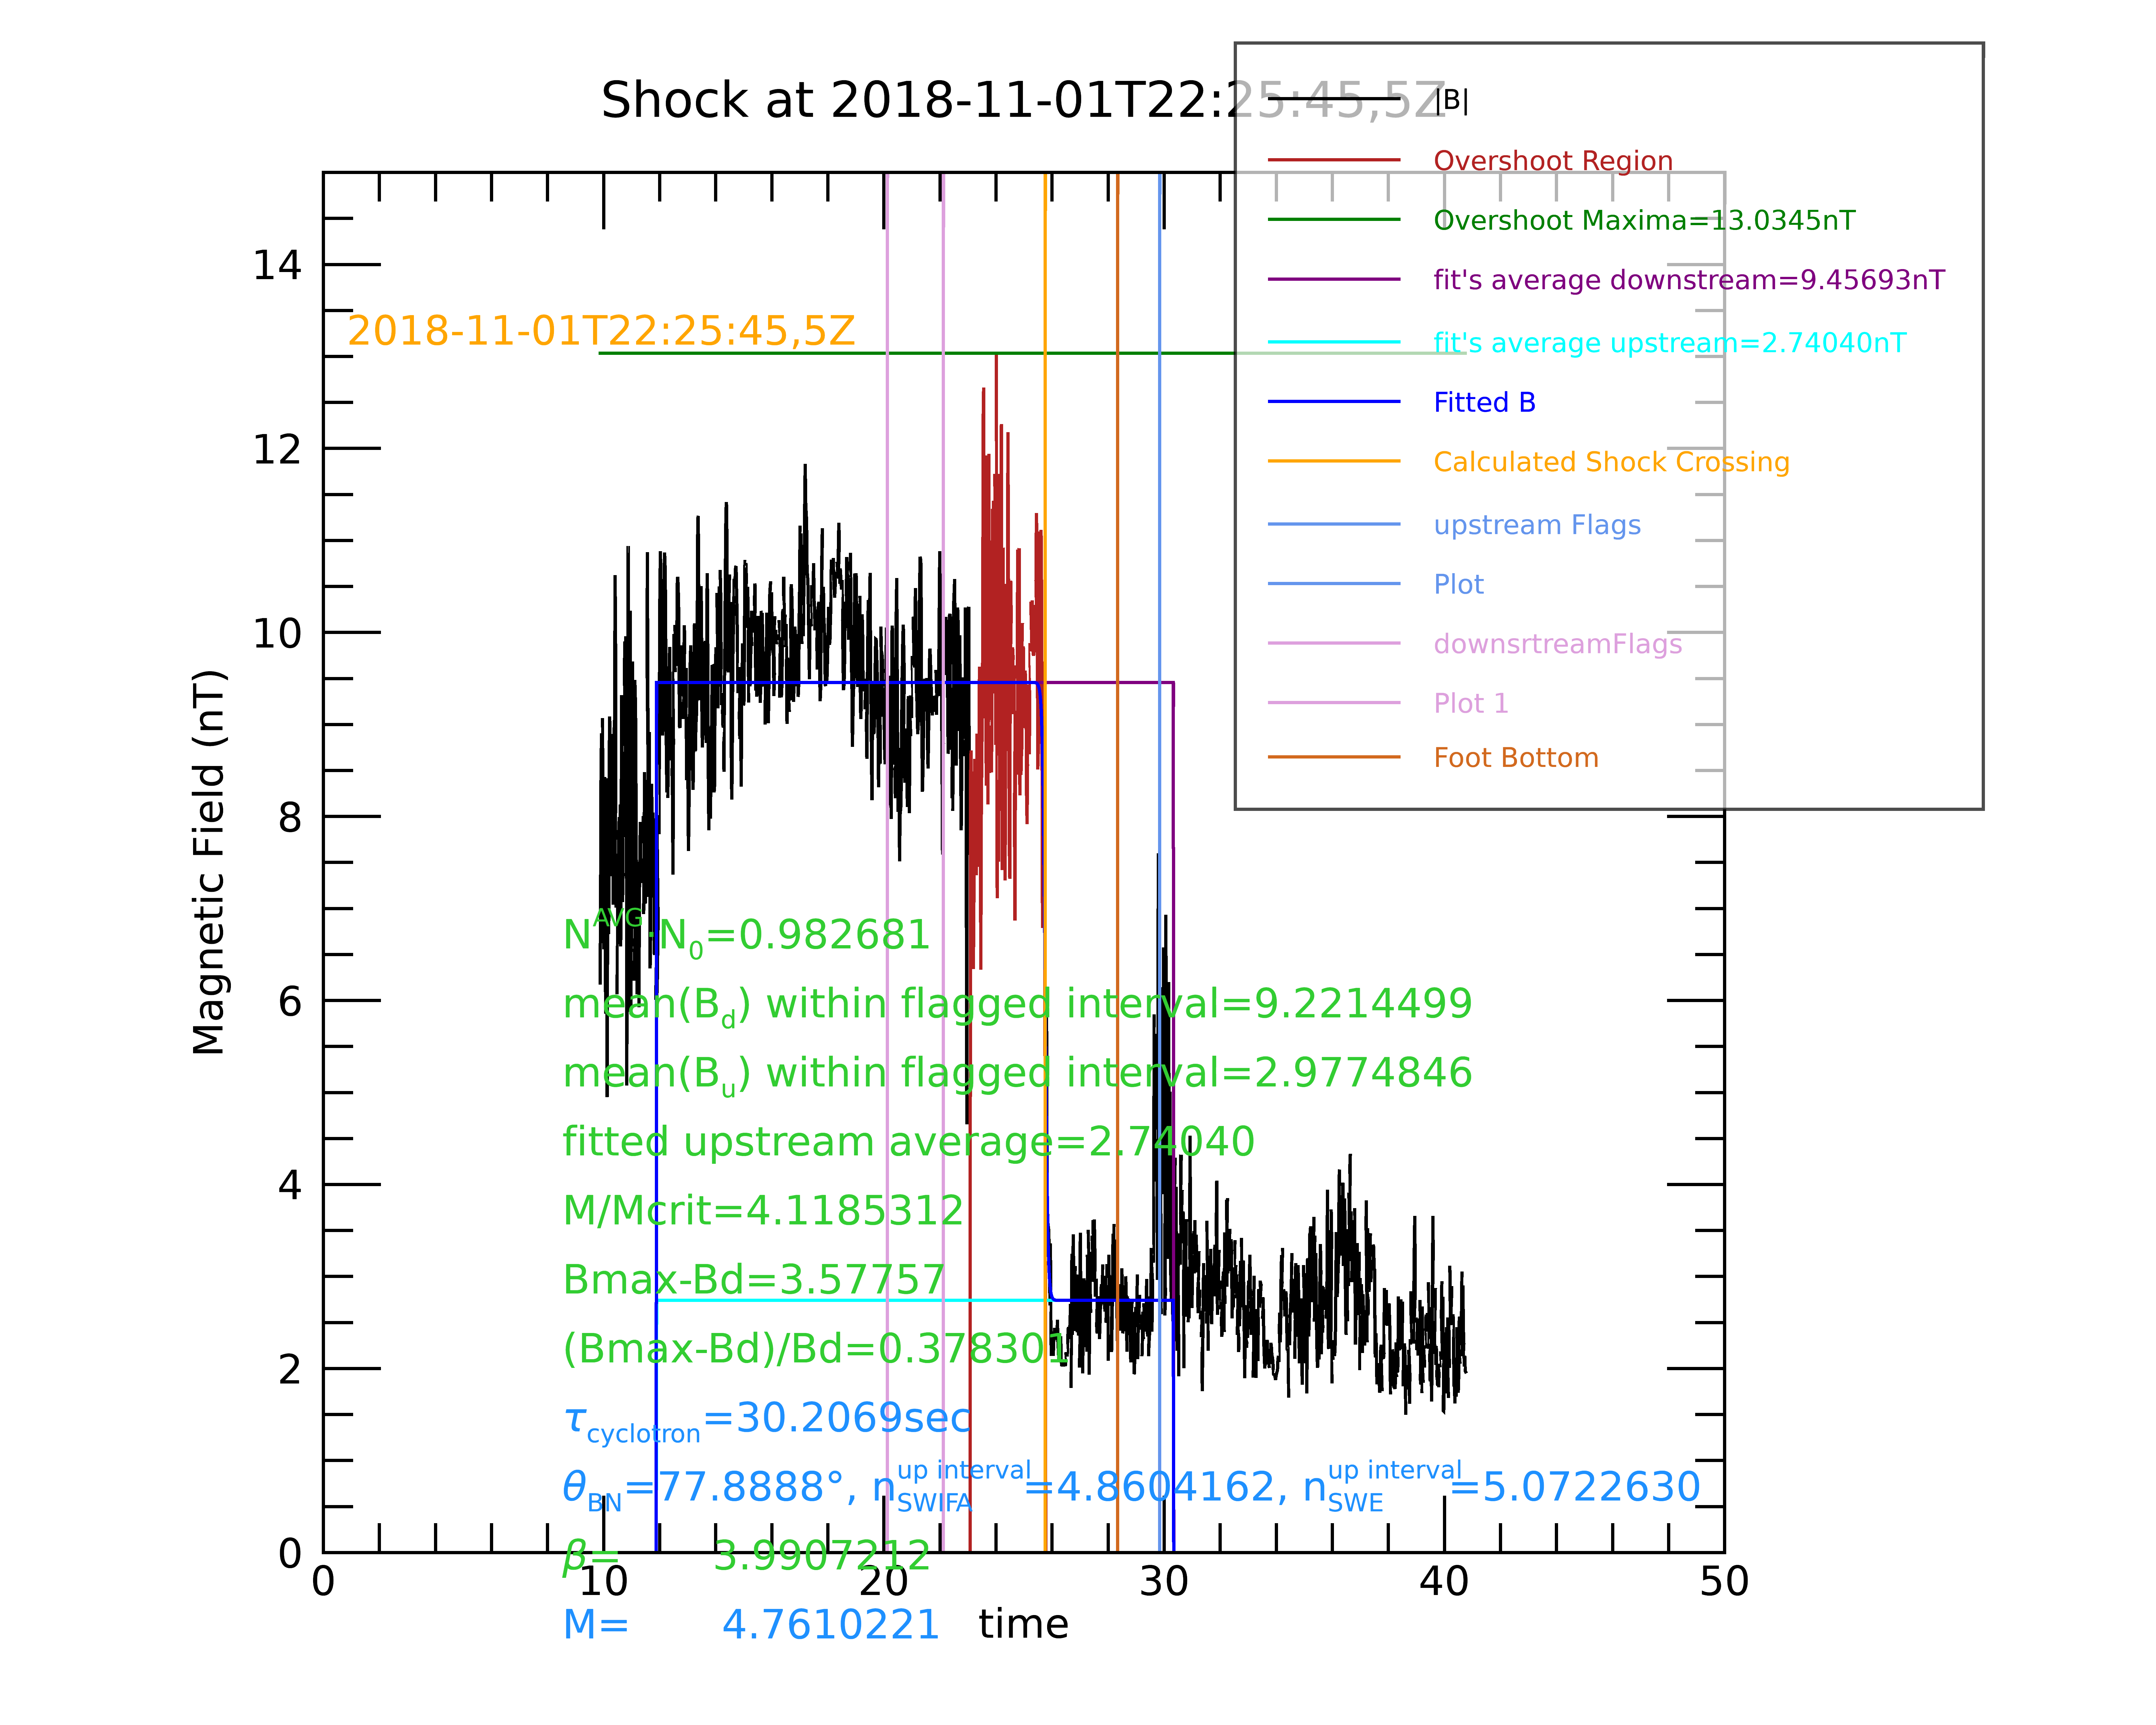 Shock at 2018-11-01T22:25:45,5Z
|B|
Overshoot Region
Overshoot Maxima=13.0345nT
fit's average downstream=9.45693nT
fit's average upstream=2.74040nT
Fitted B
Calculated Shock Crossing
upstream Flags
Plot
downsrtreamFlags
Plot 1
Foot Bottom
2018-11-01T22:25:45,5Z
Magnetic Field (nT)
14
12
10
8
6
4
2
0
N^AVG·N_0=0.982681
mean(B_d) within flagged interval=9.2214499
mean(B_u) within flagged interval=2.9774846
fitted upstream average=2.74040
M/Mcrit=4.1185312
Bmax-Bd=3.57757
(Bmax-Bd)/Bd=0.378301
τ_cyclotron=30.2069sec
θ_BN=77.8888°, n_SWIFA^up interval=4.8604162, n_SWE^up interval=5.0722630
β= 3.9907212
0 10 20 30 40 50
M= 4.7610221
time